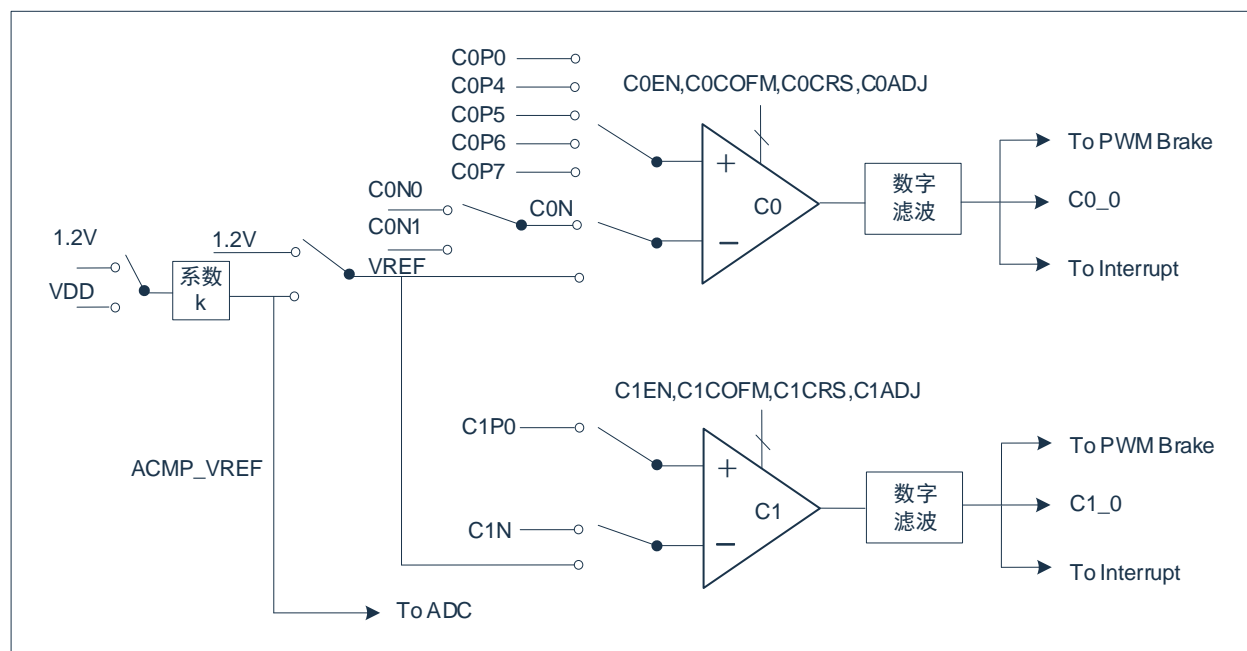 C0P0
C0P4
C0P5
C0P6
C0P7
C0EN,C0COFM,C0CRS,C0ADJ
+
−
C0
数字
滤波
To PWM Brake
C0_0
To Interrupt
C0N0
C0N1
C0N
1.2V
VDD
系数
k
1.2V
VREF
C1EN,C1COFM,C1CRS,C1ADJ
C1P0
C1N
+
−
C1
数字
滤波
To PWM Brake
C1_0
To Interrupt
ACMP_VREF
To ADC